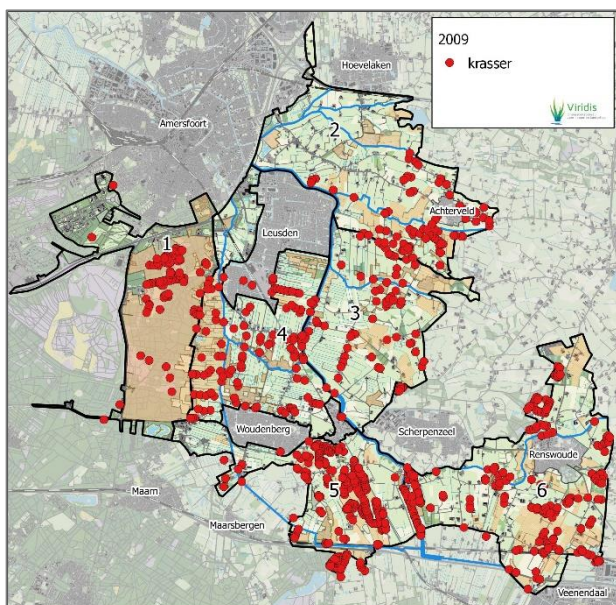 2009
krasser
Viridis
Hoevelaken
Amersfoort
2
Achterveld
1
Leusden
3
4
Woudenberg
Scherpenzeel
Renswoude
5
6
Maarn
Maarsbergen
Veenendaal